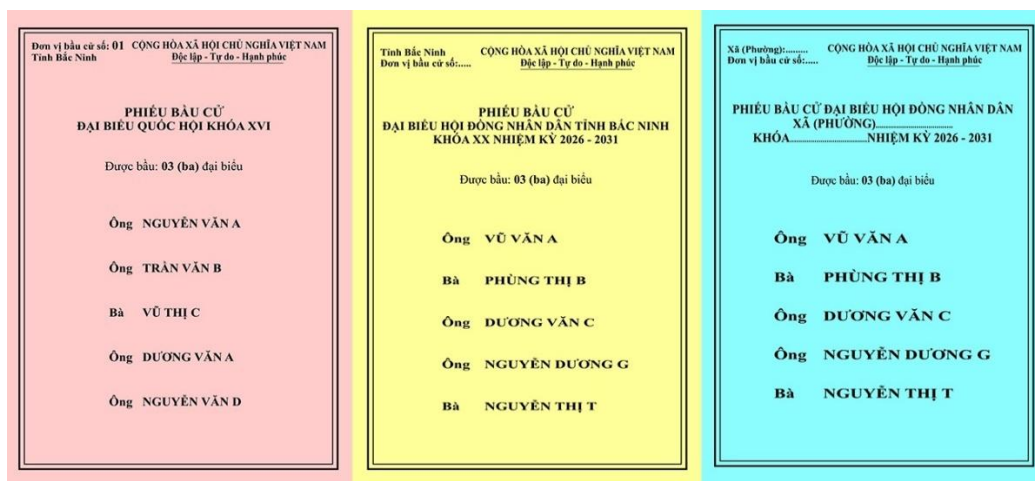 Đơn vị bầu cử số: 01 CỘNG HÒA XÃ HỘI CHỦ NGHĨA VIỆT NAM
Tỉnh Bắc Ninh Độc lập - Tự do - Hạnh phúc
PHIẾU BẦU CỬ
ĐẠI BIỂU QUỐC HỘI KHÓA XVI
Được bầu: 03 (ba) đại biểu
Ông NGUYỄN VĂN A
Ông TRẦN VĂN B
Bà VŨ THỊ C
Ông DƯƠNG VĂN A
Ông NGUYỄN VĂN D
Tỉnh Bắc Ninh CỘNG HÒA XÃ HỘI CHỦ NGHĨA VIỆT NAM
Đơn vị bầu cử số:..... Độc lập - Tự do - Hạnh phúc
PHIẾU BẦU CỬ
ĐẠI BIỂU HỘI ĐỒNG NHÂN DÂN TỈNH BẮC NINH
KHÓA XX NHIỆM KỲ 2026 - 2031
Được bầu: 03 (ba) đại biểu
Ông VŨ VĂN A
Bà PHÙNG THỊ B
Ông DƯƠNG VĂN C
Ông NGUYỄN DƯƠNG G
Bà NGUYỄN THỊ T
Xã (Phường):......... CỘNG HÒA XÃ HỘI CHỦ NGHĨA VIỆT NAM
Đơn vị bầu cử số:..... Độc lập - Tự do - Hạnh phúc
PHIẾU BẦU CỬ ĐẠI BIỂU HỘI ĐỒNG NHÂN DÂN
XÃ (PHƯỜNG)..............................
KHÓA..............................NHIỆM KỲ 2026 - 2031
Được bầu: 03 (ba) đại biểu
Ông VŨ VĂN A
Bà PHÙNG THỊ B
Ông DƯƠNG VĂN C
Ông NGUYỄN DƯƠNG G
Bà NGUYỄN THỊ T